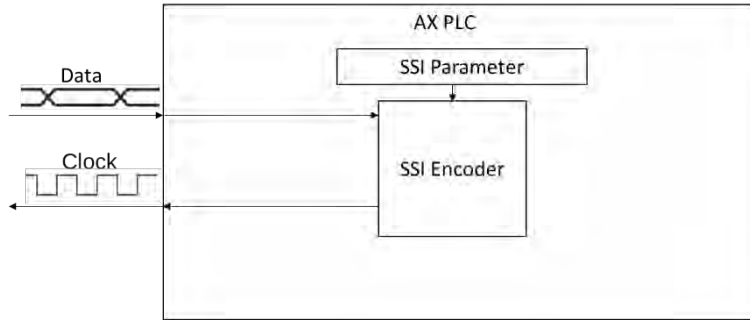 AX PLC
SSI Parameter
Data
SSI Encoder
Clock